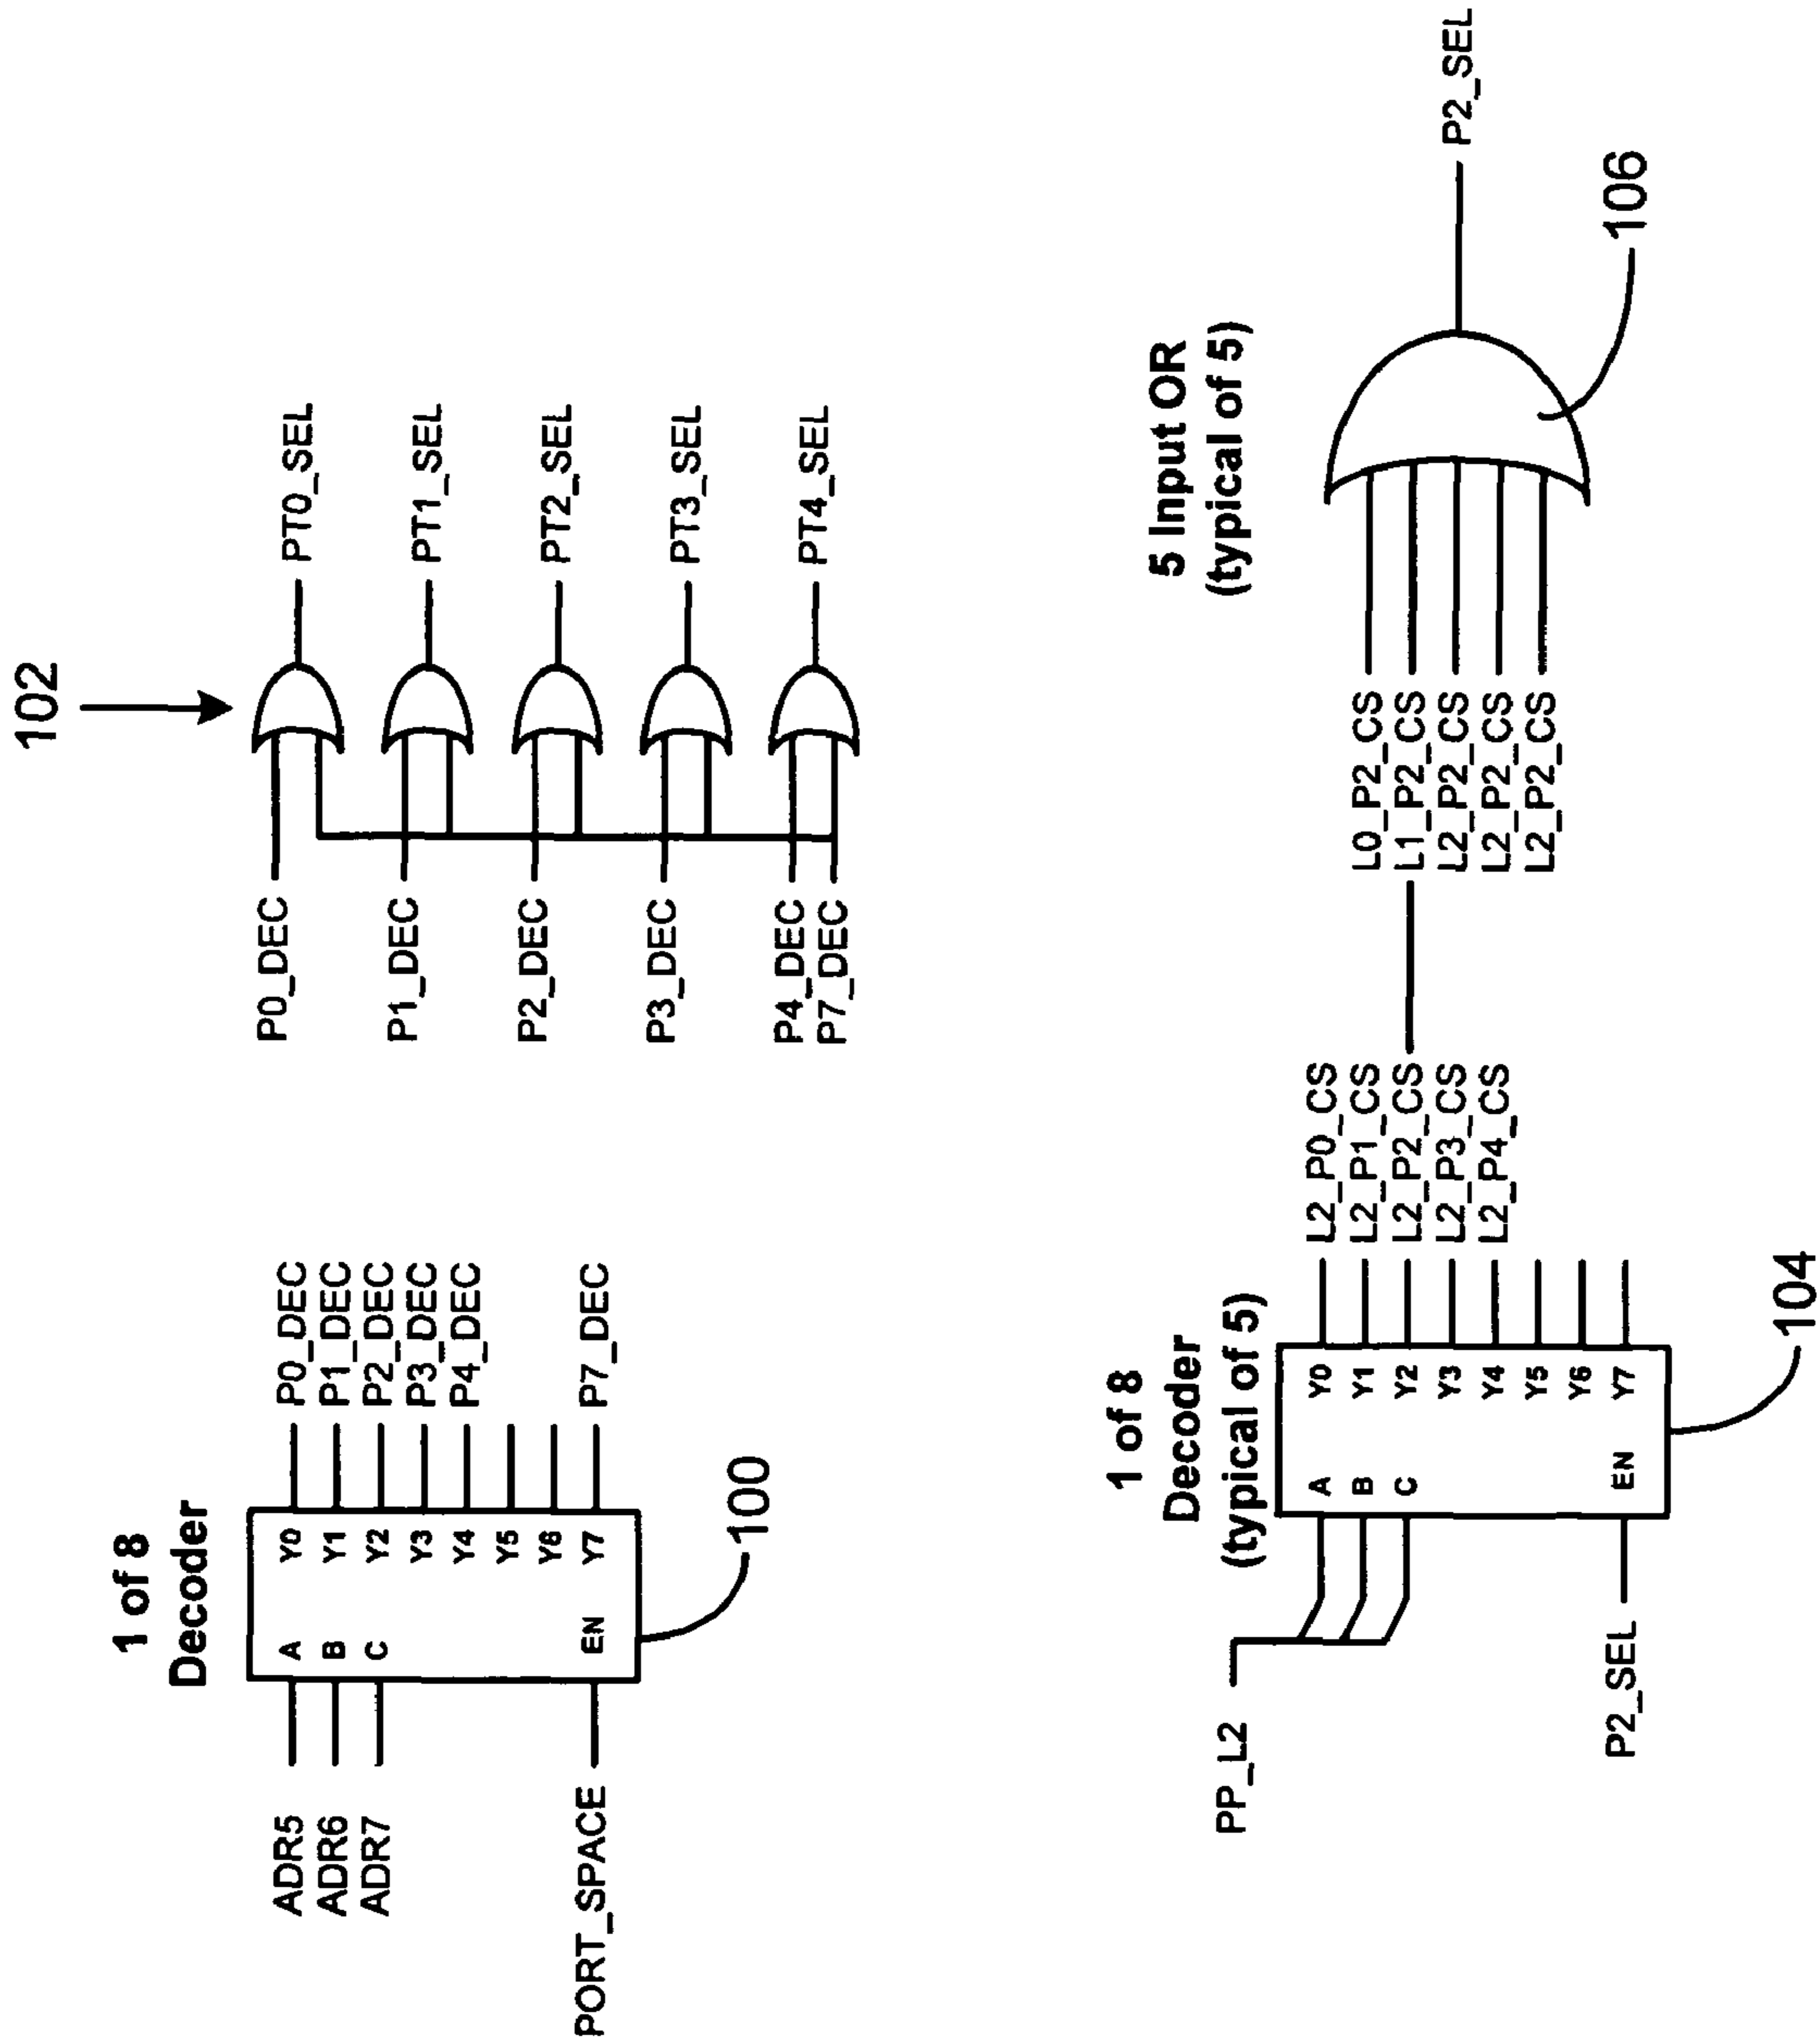 1 of 8
Decoder
ADR5
ADR6
ADR7
PORT_SPACE
A
B
C
EN
Y0
Y1
Y2
Y3
Y4
Y5
Y6
Y7
P0_DEC
P1_DEC
P2_DEC
P3_DEC
P4_DEC
P7_DEC
100
102
P0_DEC
P1_DEC
P2_DEC
P3_DEC
P4_DEC
P7_DEC
PT0_SEL
PT1_SEL
PT2_SEL
PT3_SEL
PT4_SEL
1 of 8
Decoder
(typical of 5)
PP_L2
P2_SEL
A
B
C
EN
Y0
Y1
Y2
Y3
Y4
Y5
Y6
Y7
L2_P0_CS
L2_P1_CS
L2_P2_CS
L2_P3_CS
L2_P4_CS
104
5 Input OR
(typical of 5)
L0_P2_CS
L1_P2_CS
L2_P2_CS
L2_P2_CS
L2_P2_CS
P2_SEL
106